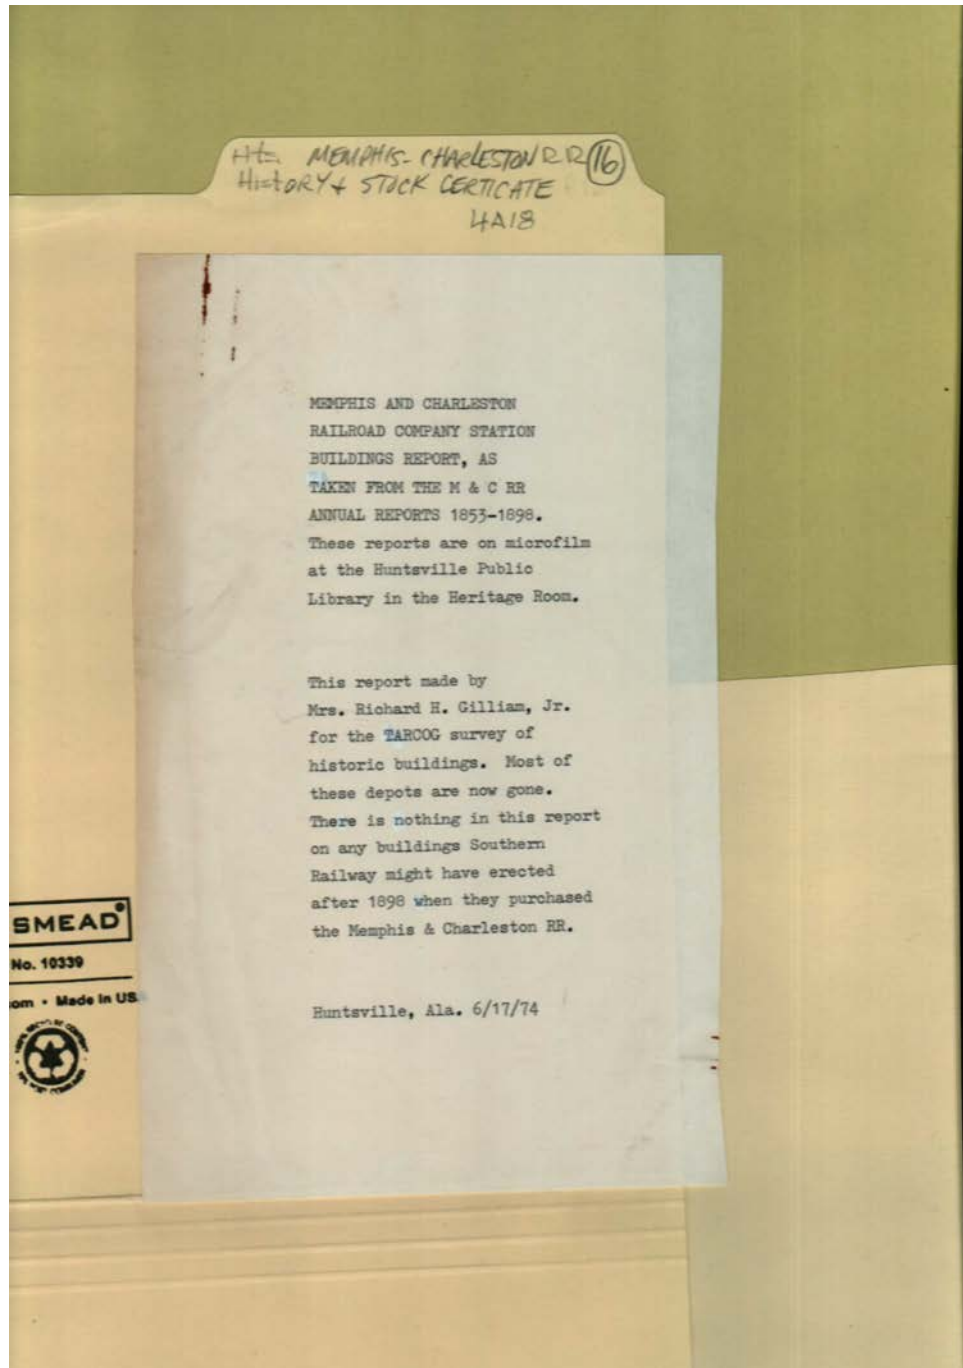 MEMPHIS-CHARLESTON RR 16
HISTORY & STOCK CERTICATE
4A18
MEMPHIS AND CHARLESTON
RAILROAD COMPANY STATION
BUILDINGS REPORT, AS
TAKEN FROM THE M & C RR
ANNUAL REPORTS 1853-1898.
These reports are on microfilm
at the Huntsville Public
Library in the Heritage Room.
This report made by
Mrs. Richard H. Gilliam, Jr.
for the TARCOG survey of
historic buildings. Most of
these depots are now gone.
There is nothing in this report
on any buildings Southern
Railway might have erected
after 1898 when they purchased
the Memphis & Charleston RR.
Huntsville, Ala. 6/17/74
SMEAD®
No. 10339
om • Made in US